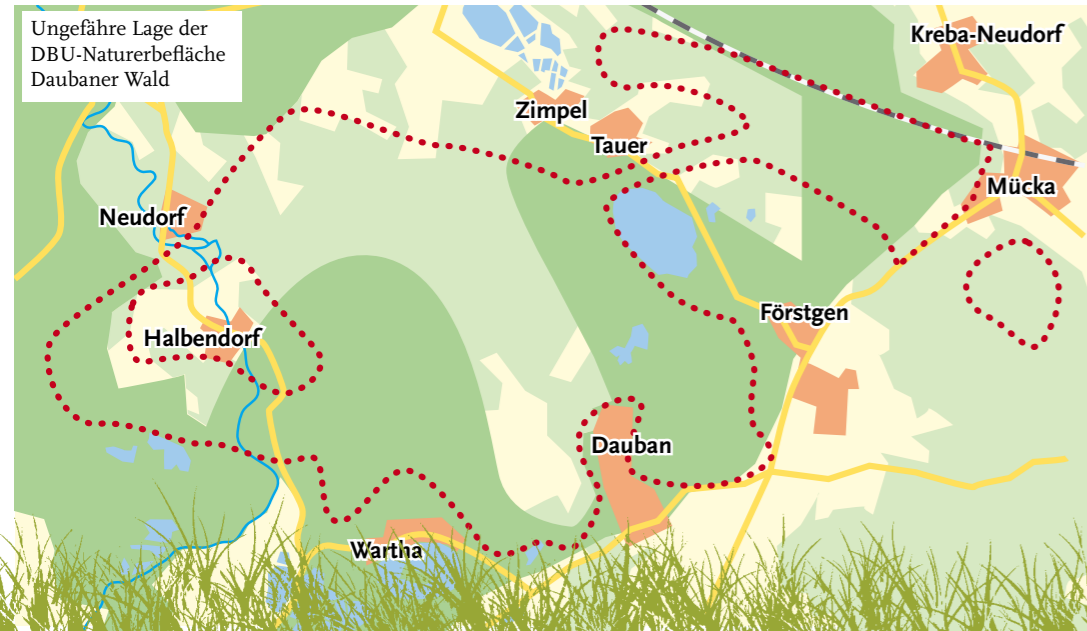 Ungefähre Lage der
DBU-Naturerbefläche
Daubaner Wald
Kreba-Neudorf
Zimpel
Tauer
Mücka
Neudorf
Förstgen
Halbendorf
Dauban
Wartha